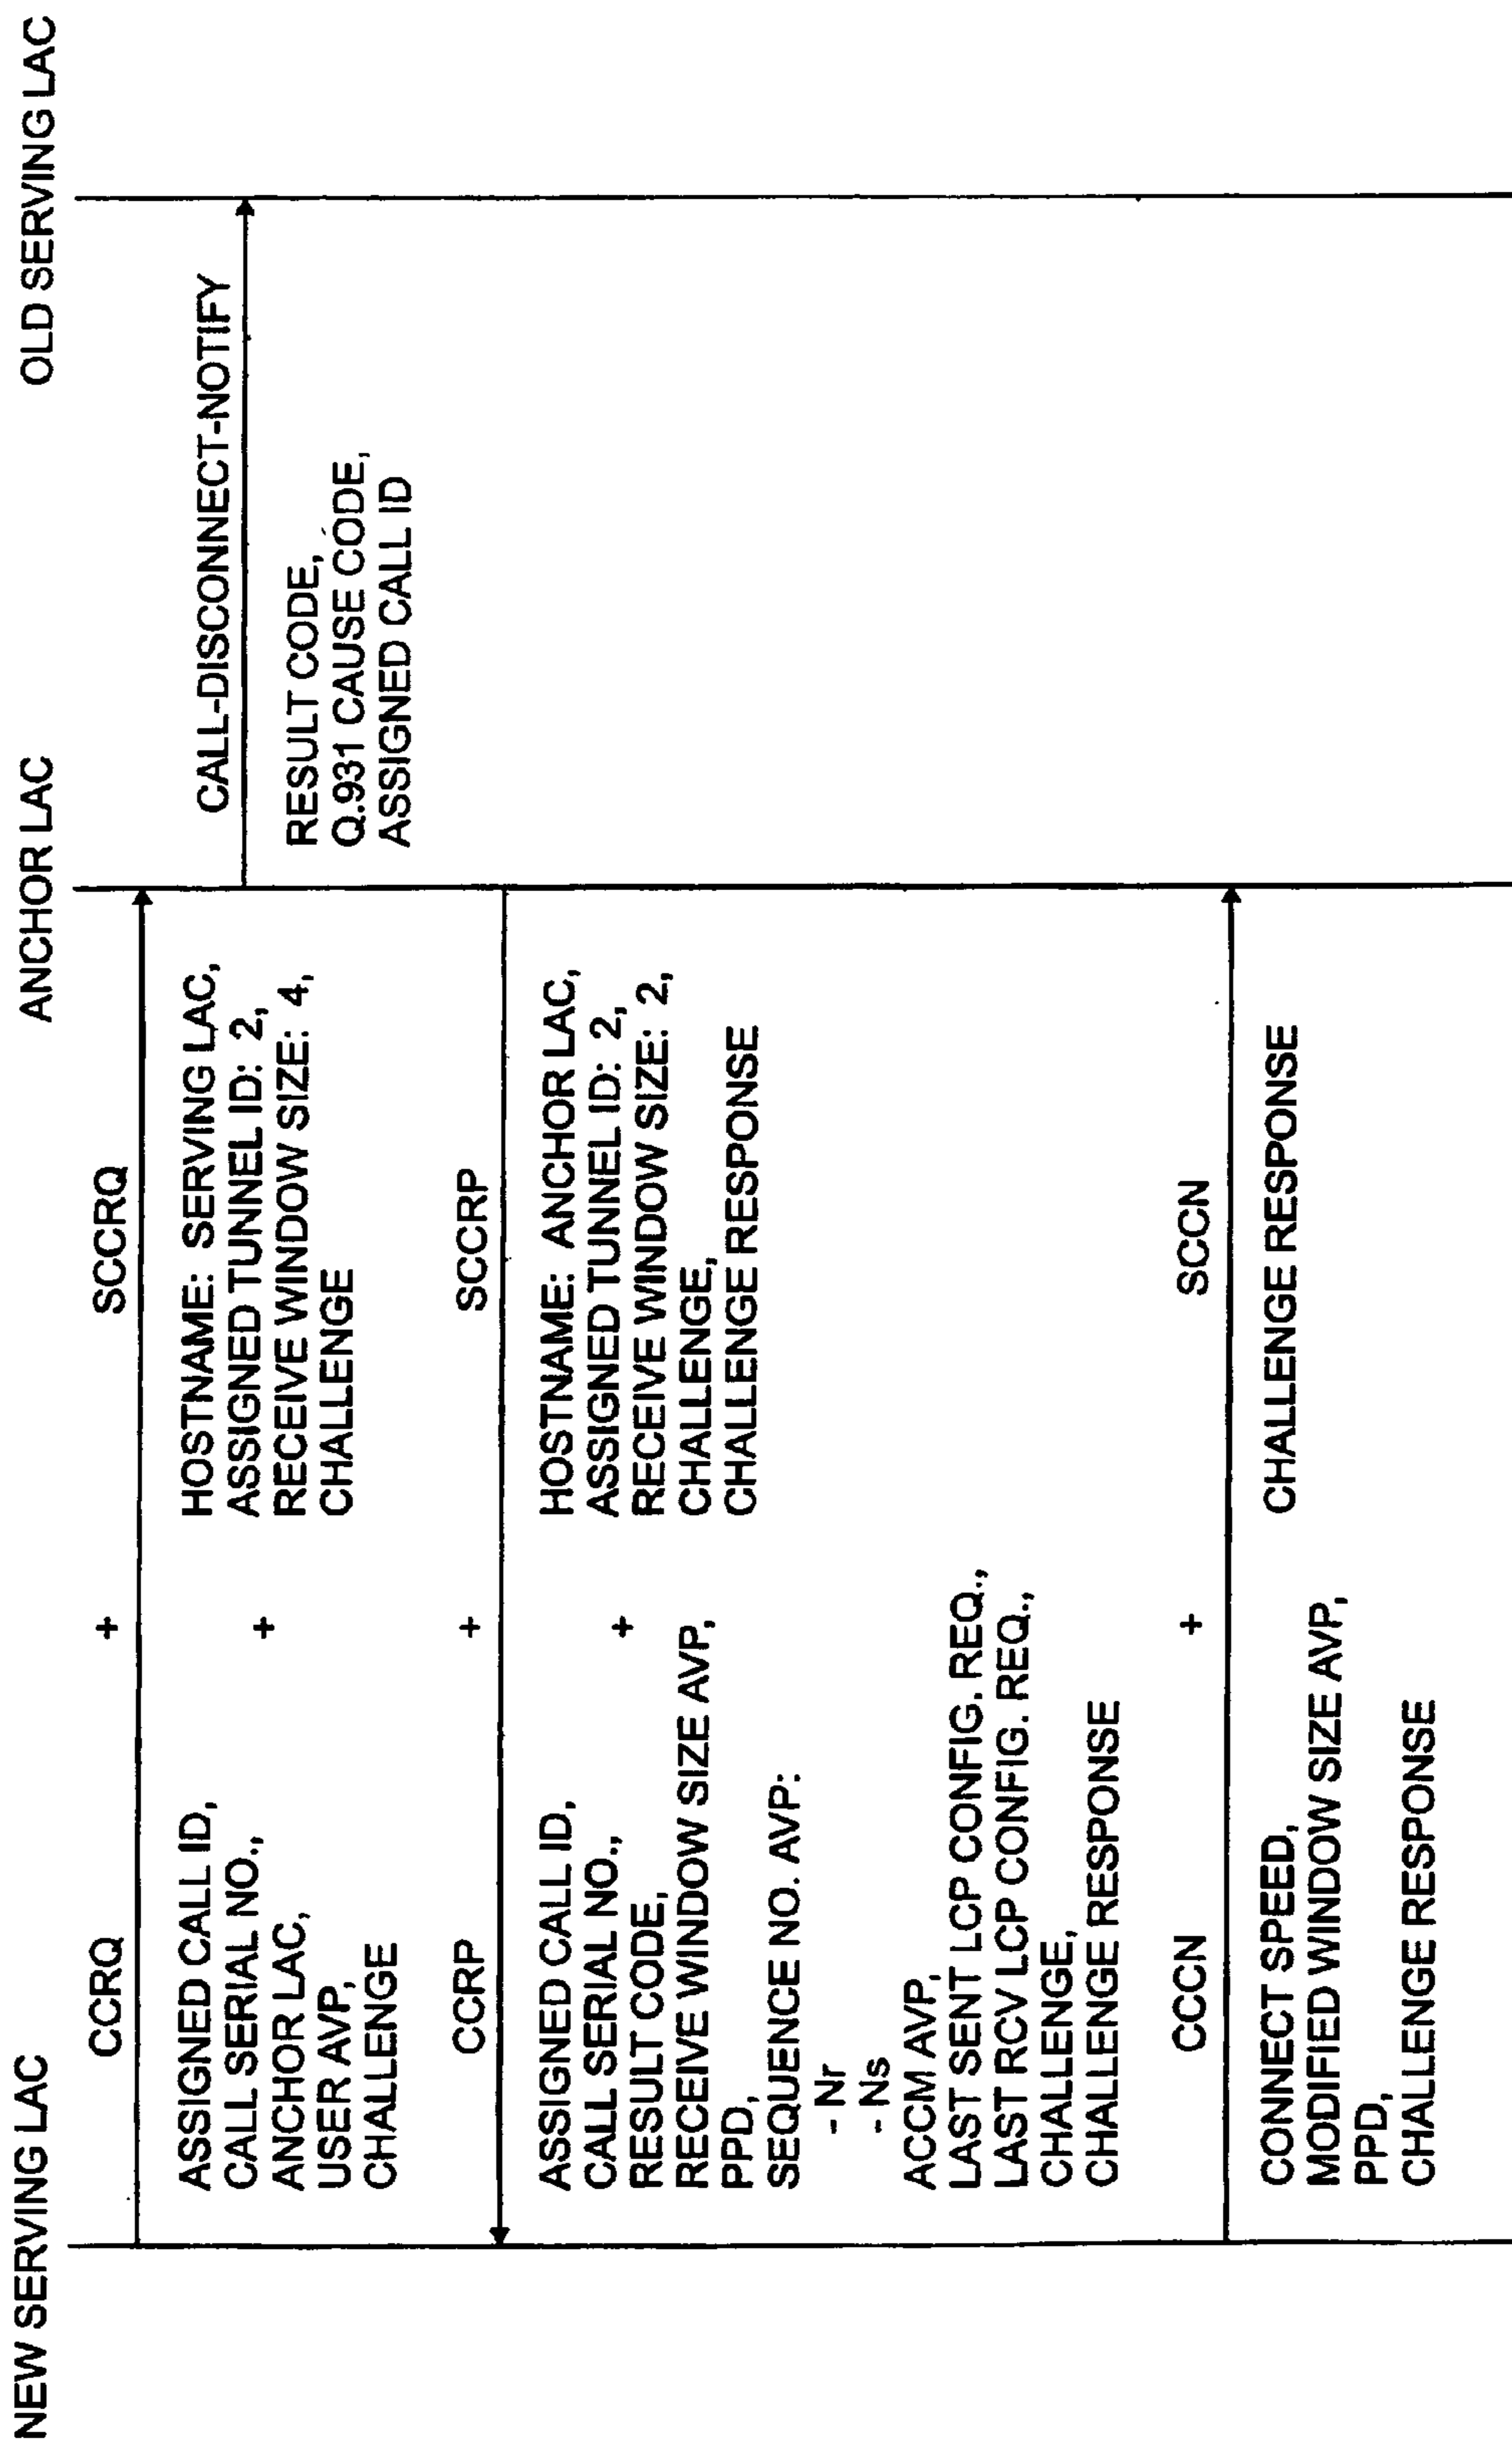 NEW SERVING LAC
ANCHOR LAC
OLD SERVING LAC
CCRQ + SCCRQ
ASSIGNED CALL ID,
CALL SERIAL NO.,
ANCHOR LAC,
USER AVP,
CHALLENGE
+
HOSTNAME: SERVING LAC,
ASSIGNED TUNNEL ID: 2,
RECEIVE WINDOW SIZE: 4,
CHALLENGE
CALL-DISCONNECT-NOTIFY
RESULT CODE,
Q.931 CAUSE CODE,
ASSIGNED CALL ID
CCRP + SCCRP
ASSIGNED CALL ID,
CALL SERIAL NO.,
RESULT CODE,
RECEIVE WINDOW SIZE AVP,
PPD,
SEQUENCE NO. AVP:
- Nr
- Ns
ACCM AVP,
LAST SENT LCP CONFIG. REQ.,
LAST RCV LCP CONFIG. REQ.,
CHALLENGE,
CHALLENGE RESPONSE
+
HOSTNAME: ANCHOR LAC,
ASSIGNED TUNNEL ID: 2,
RECEIVE WINDOW SIZE: 2,
CHALLENGE,
CHALLENGE RESPONSE
CCCN + SCCN
CONNECT SPEED,
MODIFIED WINDOW SIZE AVP,
PPD,
CHALLENGE RESPONSE
CHALLENGE RESPONSE